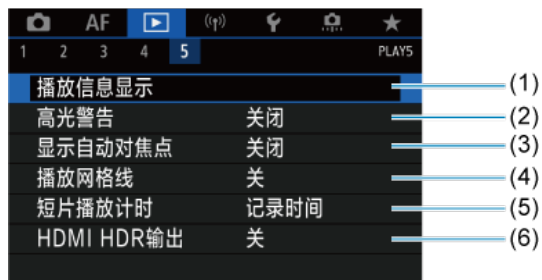 AF
1 2 3 4 5 PLAY5
播放信息显示 (1)
高光警告 关闭 (2)
显示自动对焦点 关闭 (3)
播放网格线 关 (4)
短片播放计时 记录时间 (5)
HDMI HDR输出 关 (6)